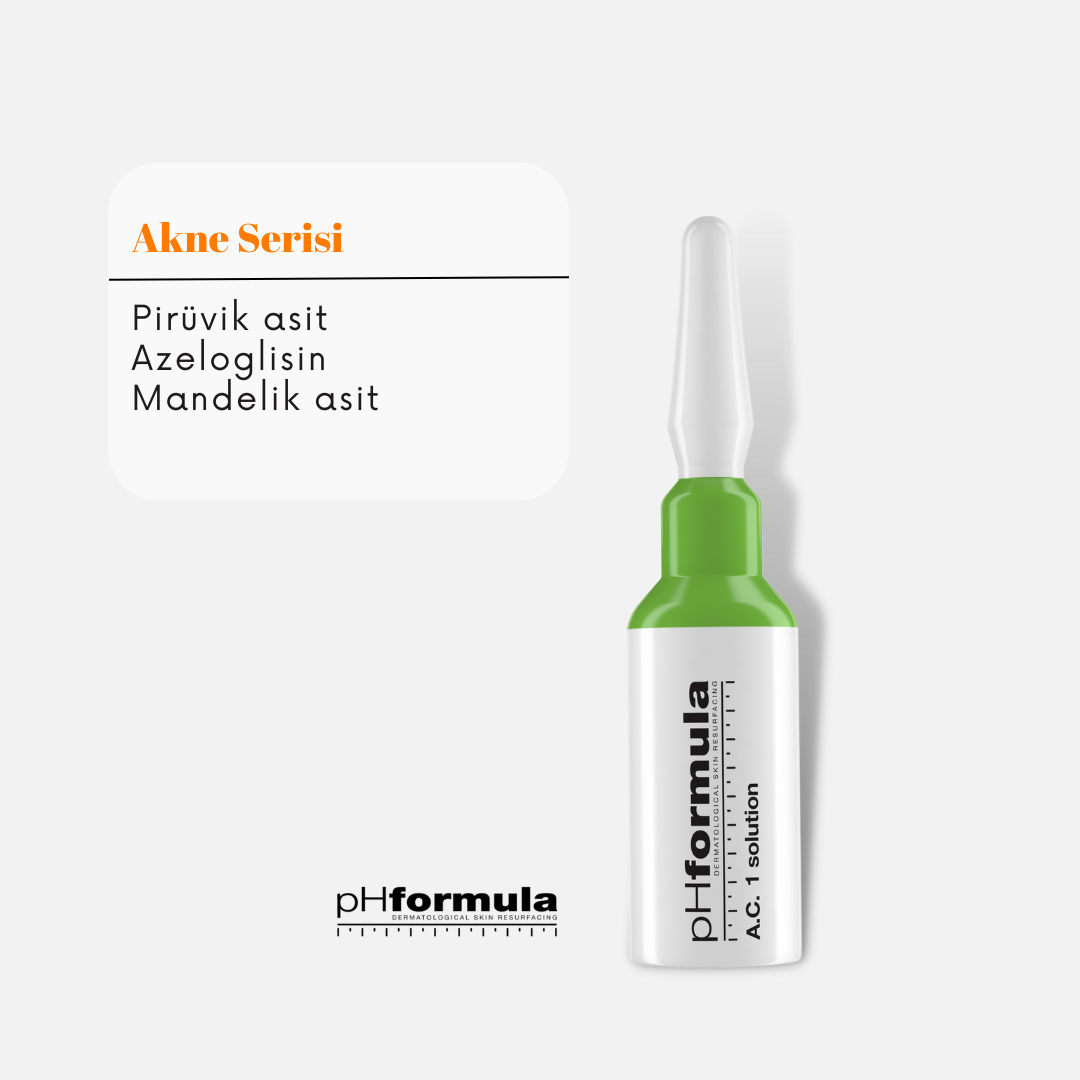 Akne Serisi
Pirüvik asit
Azeloglisin
Mandelik asit
pHformula
DERMATOLOGICAL SKIN RESURFACING
A.C. 1 solution
pHformula
DERMATOLOGICAL SKIN RESURFACING